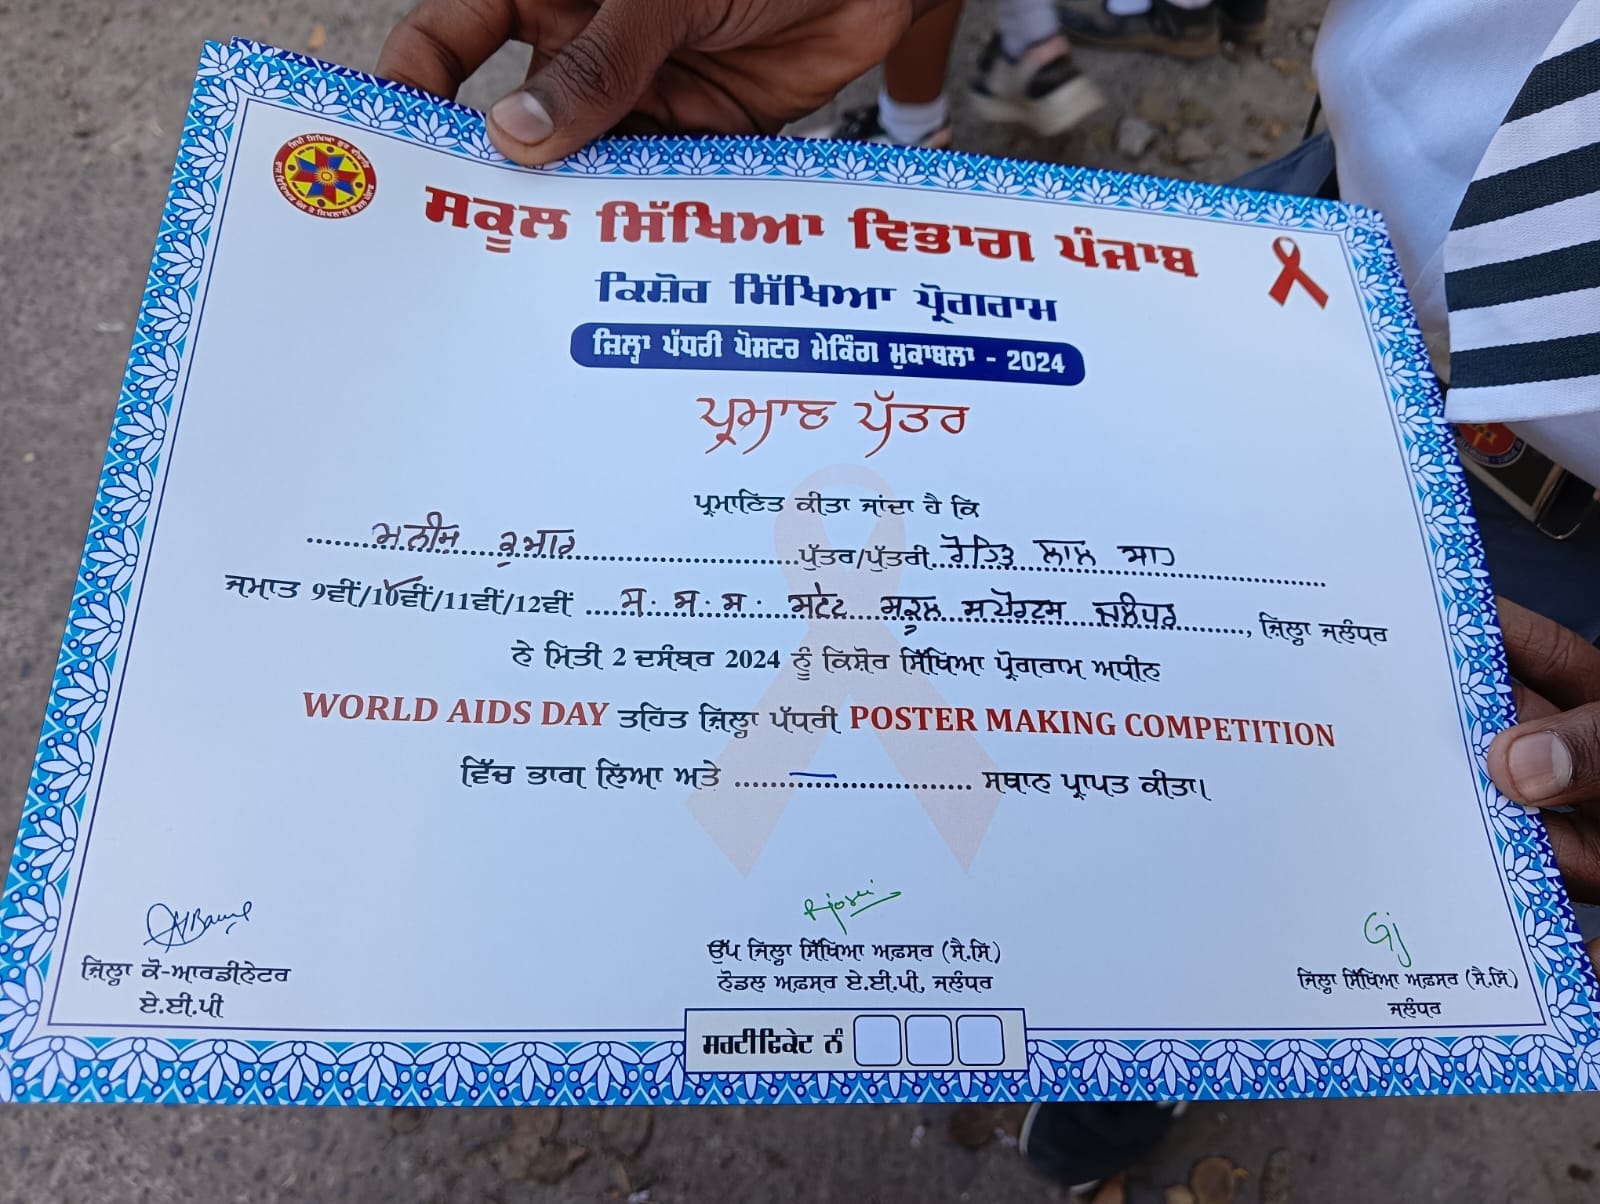 ਸਕੂਲ ਸਿੱਖਿਆ ਵਿਭਾਗ ਪੰਜਾਬ
ਕਿਸ਼ੋਰ ਸਿੱਖਿਆ ਪ੍ਰੋਗਰਾਮ
ਜ਼ਿਲ੍ਹਾ ਪੱਧਰੀ ਪੋਸਟਰ ਮੇਕਿੰਗ ਮੁਕਾਬਲਾ - 2024
ਪ੍ਰਮਾਣ ਪੱਤਰ
ਪ੍ਰਮਾਣਿਤ ਕੀਤਾ ਜਾਂਦਾ ਹੈ ਕਿ
ਮਨੀਸ ਕੁਮਾਰ ਪੁੱਤਰ/ਪੁੱਤਰੀ ਰੋਹਿਤ ਲਾਲ ਸਾਹ
ਜਮਾਤ 9ਵੀਂ/10ਵੀਂ/11ਵੀਂ/12ਵੀਂ ਸ. ਸ. ਸ. ਸਟੇਟ ਸਕੂਲ ਸਪੋਰਟਸ ਜਲੰਧਰ, ਜ਼ਿਲ੍ਹਾ ਜਲੰਧਰ
ਨੇ ਮਿਤੀ 2 ਦਸੰਬਰ 2024 ਨੂੰ ਕਿਸ਼ੋਰ ਸਿੱਖਿਆ ਪ੍ਰੋਗਰਾਮ ਅਧੀਨ
WORLD AIDS DAY ਤਹਿਤ ਜ਼ਿਲ੍ਹਾ ਪੱਧਰੀ POSTER MAKING COMPETITION
ਵਿੱਚ ਭਾਗ ਲਿਆ ਅਤੇ ........ ਸਥਾਨ ਪ੍ਰਾਪਤ ਕੀਤਾ।
ਜ਼ਿਲ੍ਹਾ ਕੋ-ਆਰਡੀਨੇਟਰ
ਏ.ਈ.ਪੀ
ਉੱਪ ਜ਼ਿਲ੍ਹਾ ਸਿੱਖਿਆ ਅਫ਼ਸਰ (ਸੈ.ਸਿ)
ਨੋਡਲ ਅਫ਼ਸਰ ਏ.ਈ.ਪੀ, ਜਲੰਧਰ
ਜ਼ਿਲ੍ਹਾ ਸਿੱਖਿਆ ਅਫ਼ਸਰ (ਸੈ.ਸਿ)
ਜਲੰਧਰ
ਸਰਟੀਫਿਕੇਟ ਨੰ